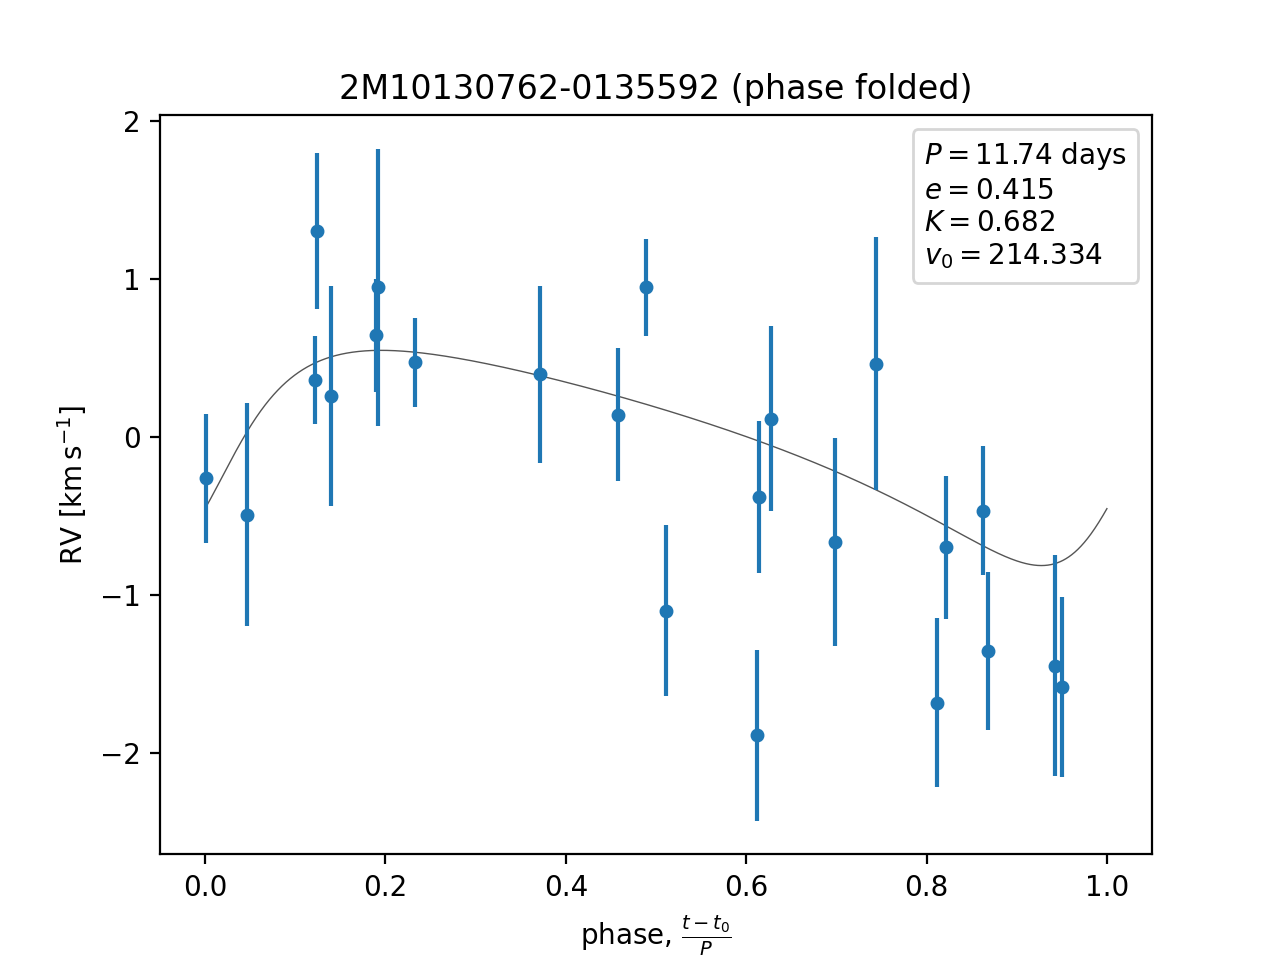 2M10130762-0135592 (phase folded)
P = 11.74 days
e = 0.415
K = 0.682
v₀ = 214.334
2
1
0
−1
−2
RV [km s⁻¹]
0.0 0.2 0.4 0.6 0.8 1.0
phase, (t − t₀)/P